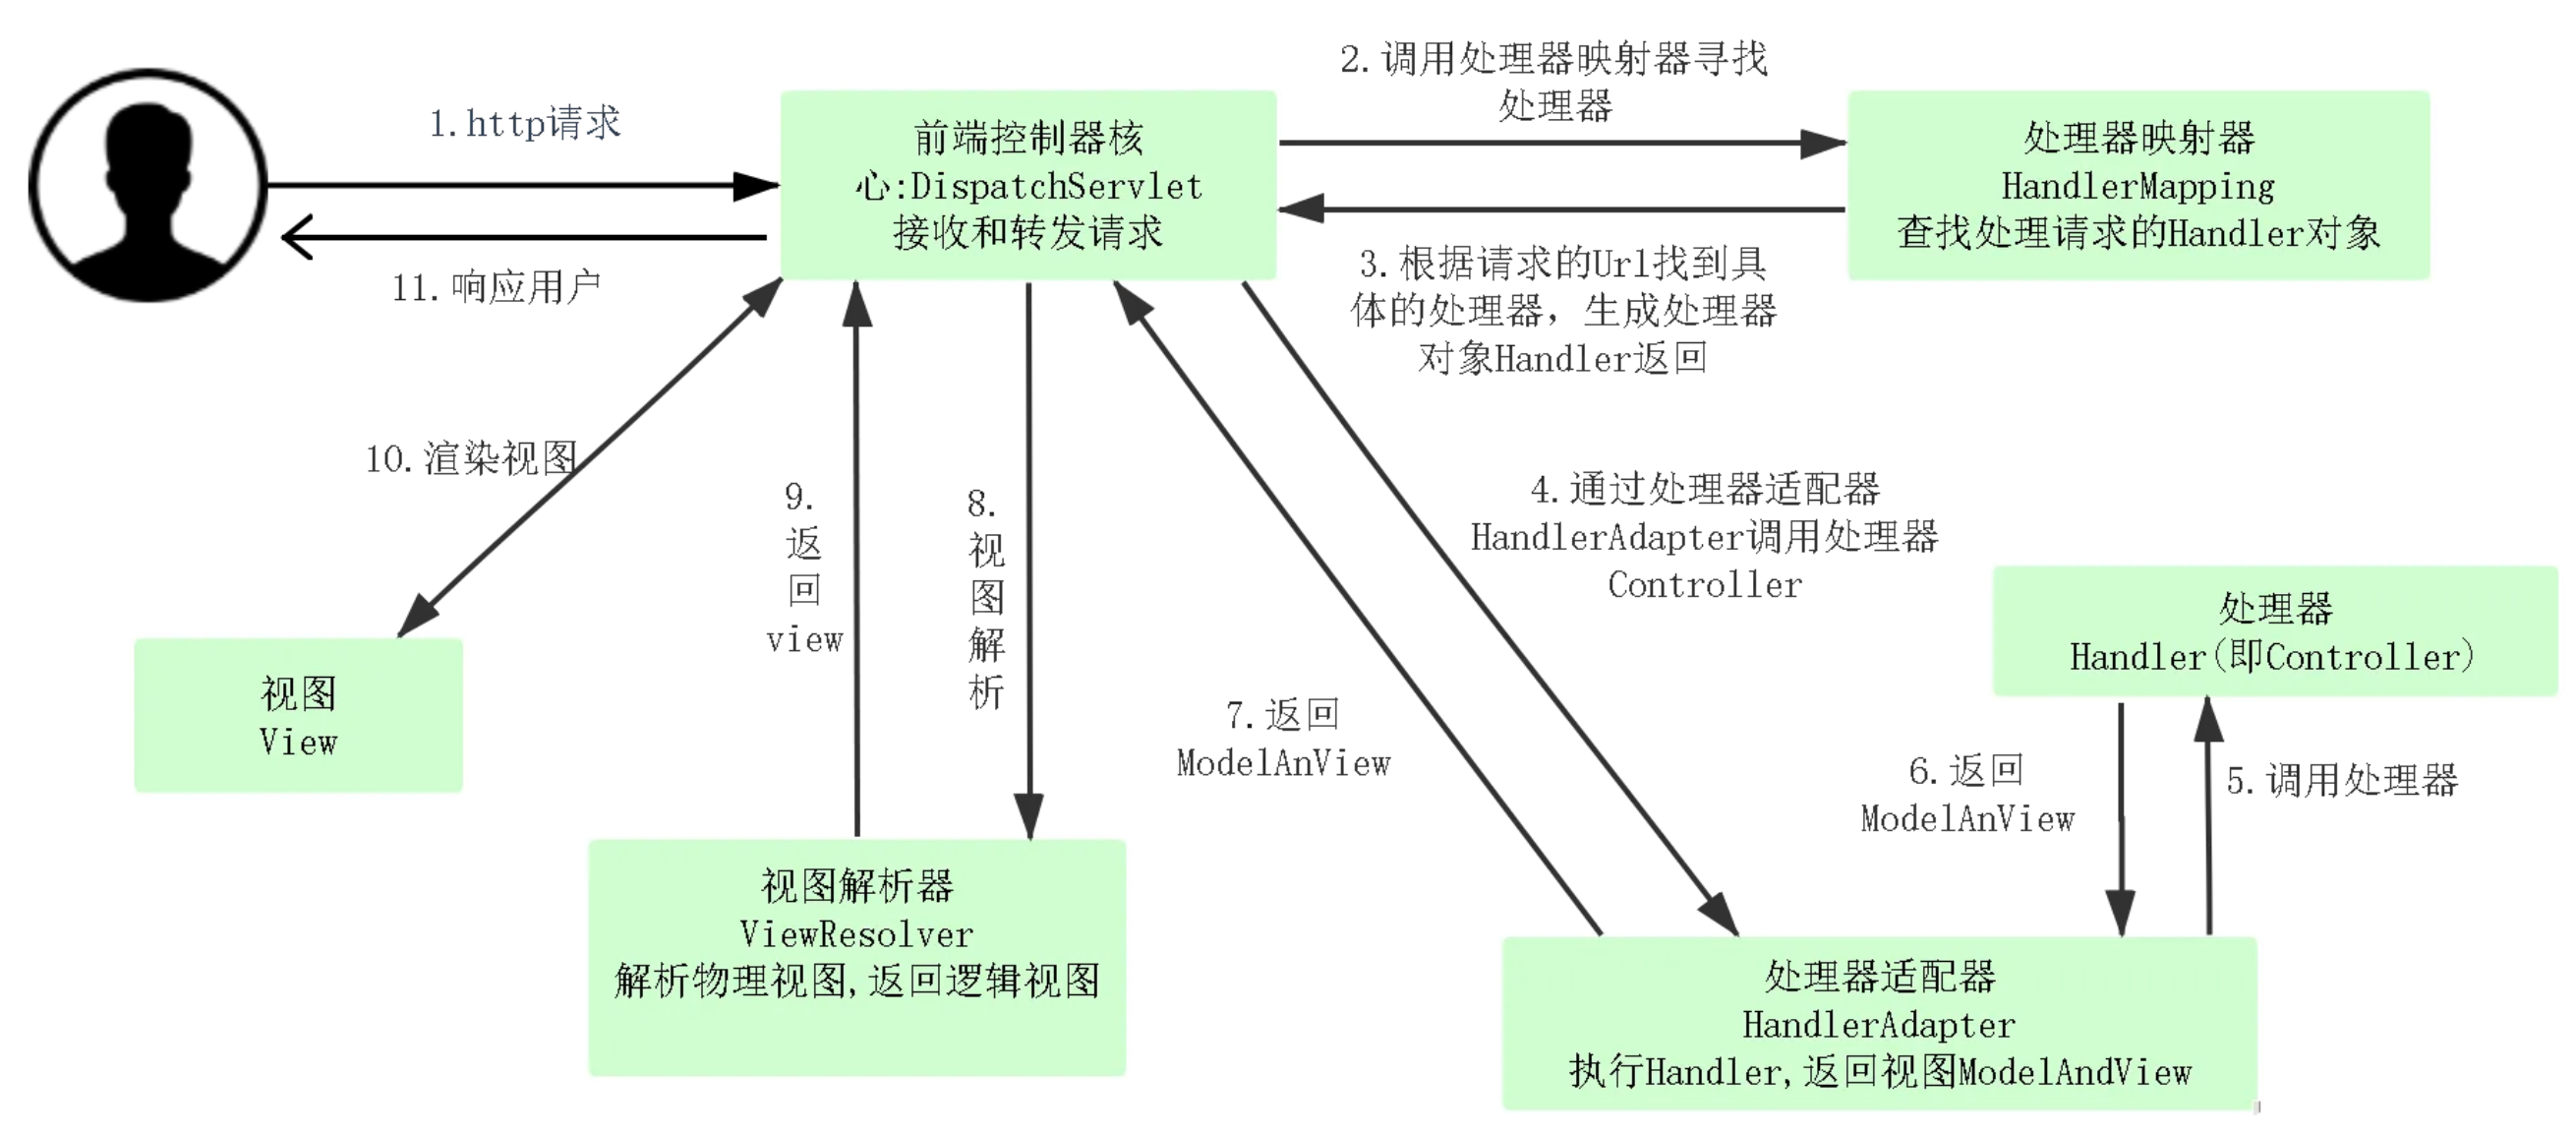 1.http请求
11.响应用户
前端控制器核
心:DispatchServlet
接收和转发请求
2.调用处理器映射器寻找
处理器
3.根据请求的Url找到具
体的处理器，生成处理器
对象Handler返回
处理器映射器
HandlerMapping
查找处理请求的Handler对象
10.渲染视图
9.
返
回
view
8.
视
图
解
析
4.通过处理器适配器
HandlerAdapter调用处理器
Controller
7.返回
ModelAnView
处理器
Handler(即Controller)
6.返回
ModelAnView
5.调用处理器
视图
View
视图解析器
ViewResolver
解析物理视图,返回逻辑视图
处理器适配器
HandlerAdapter
执行Handler,返回视图ModelAndView